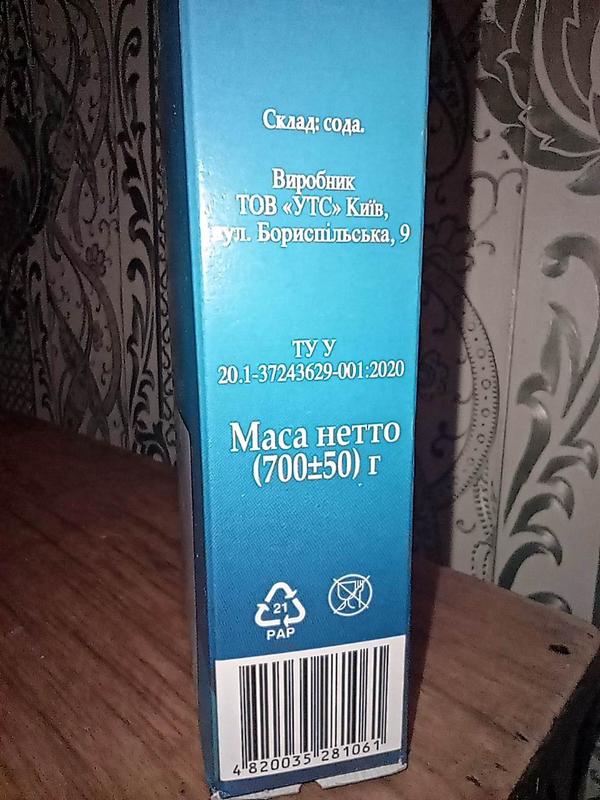 Склад: сода.
Виробник
ТОВ «УТС» Київ,
вул. Бориспільська, 9
ТУ У
20.1-37243629-001:2020
Маса нетто
(700±50) г
21
PAP
4 820035 281061